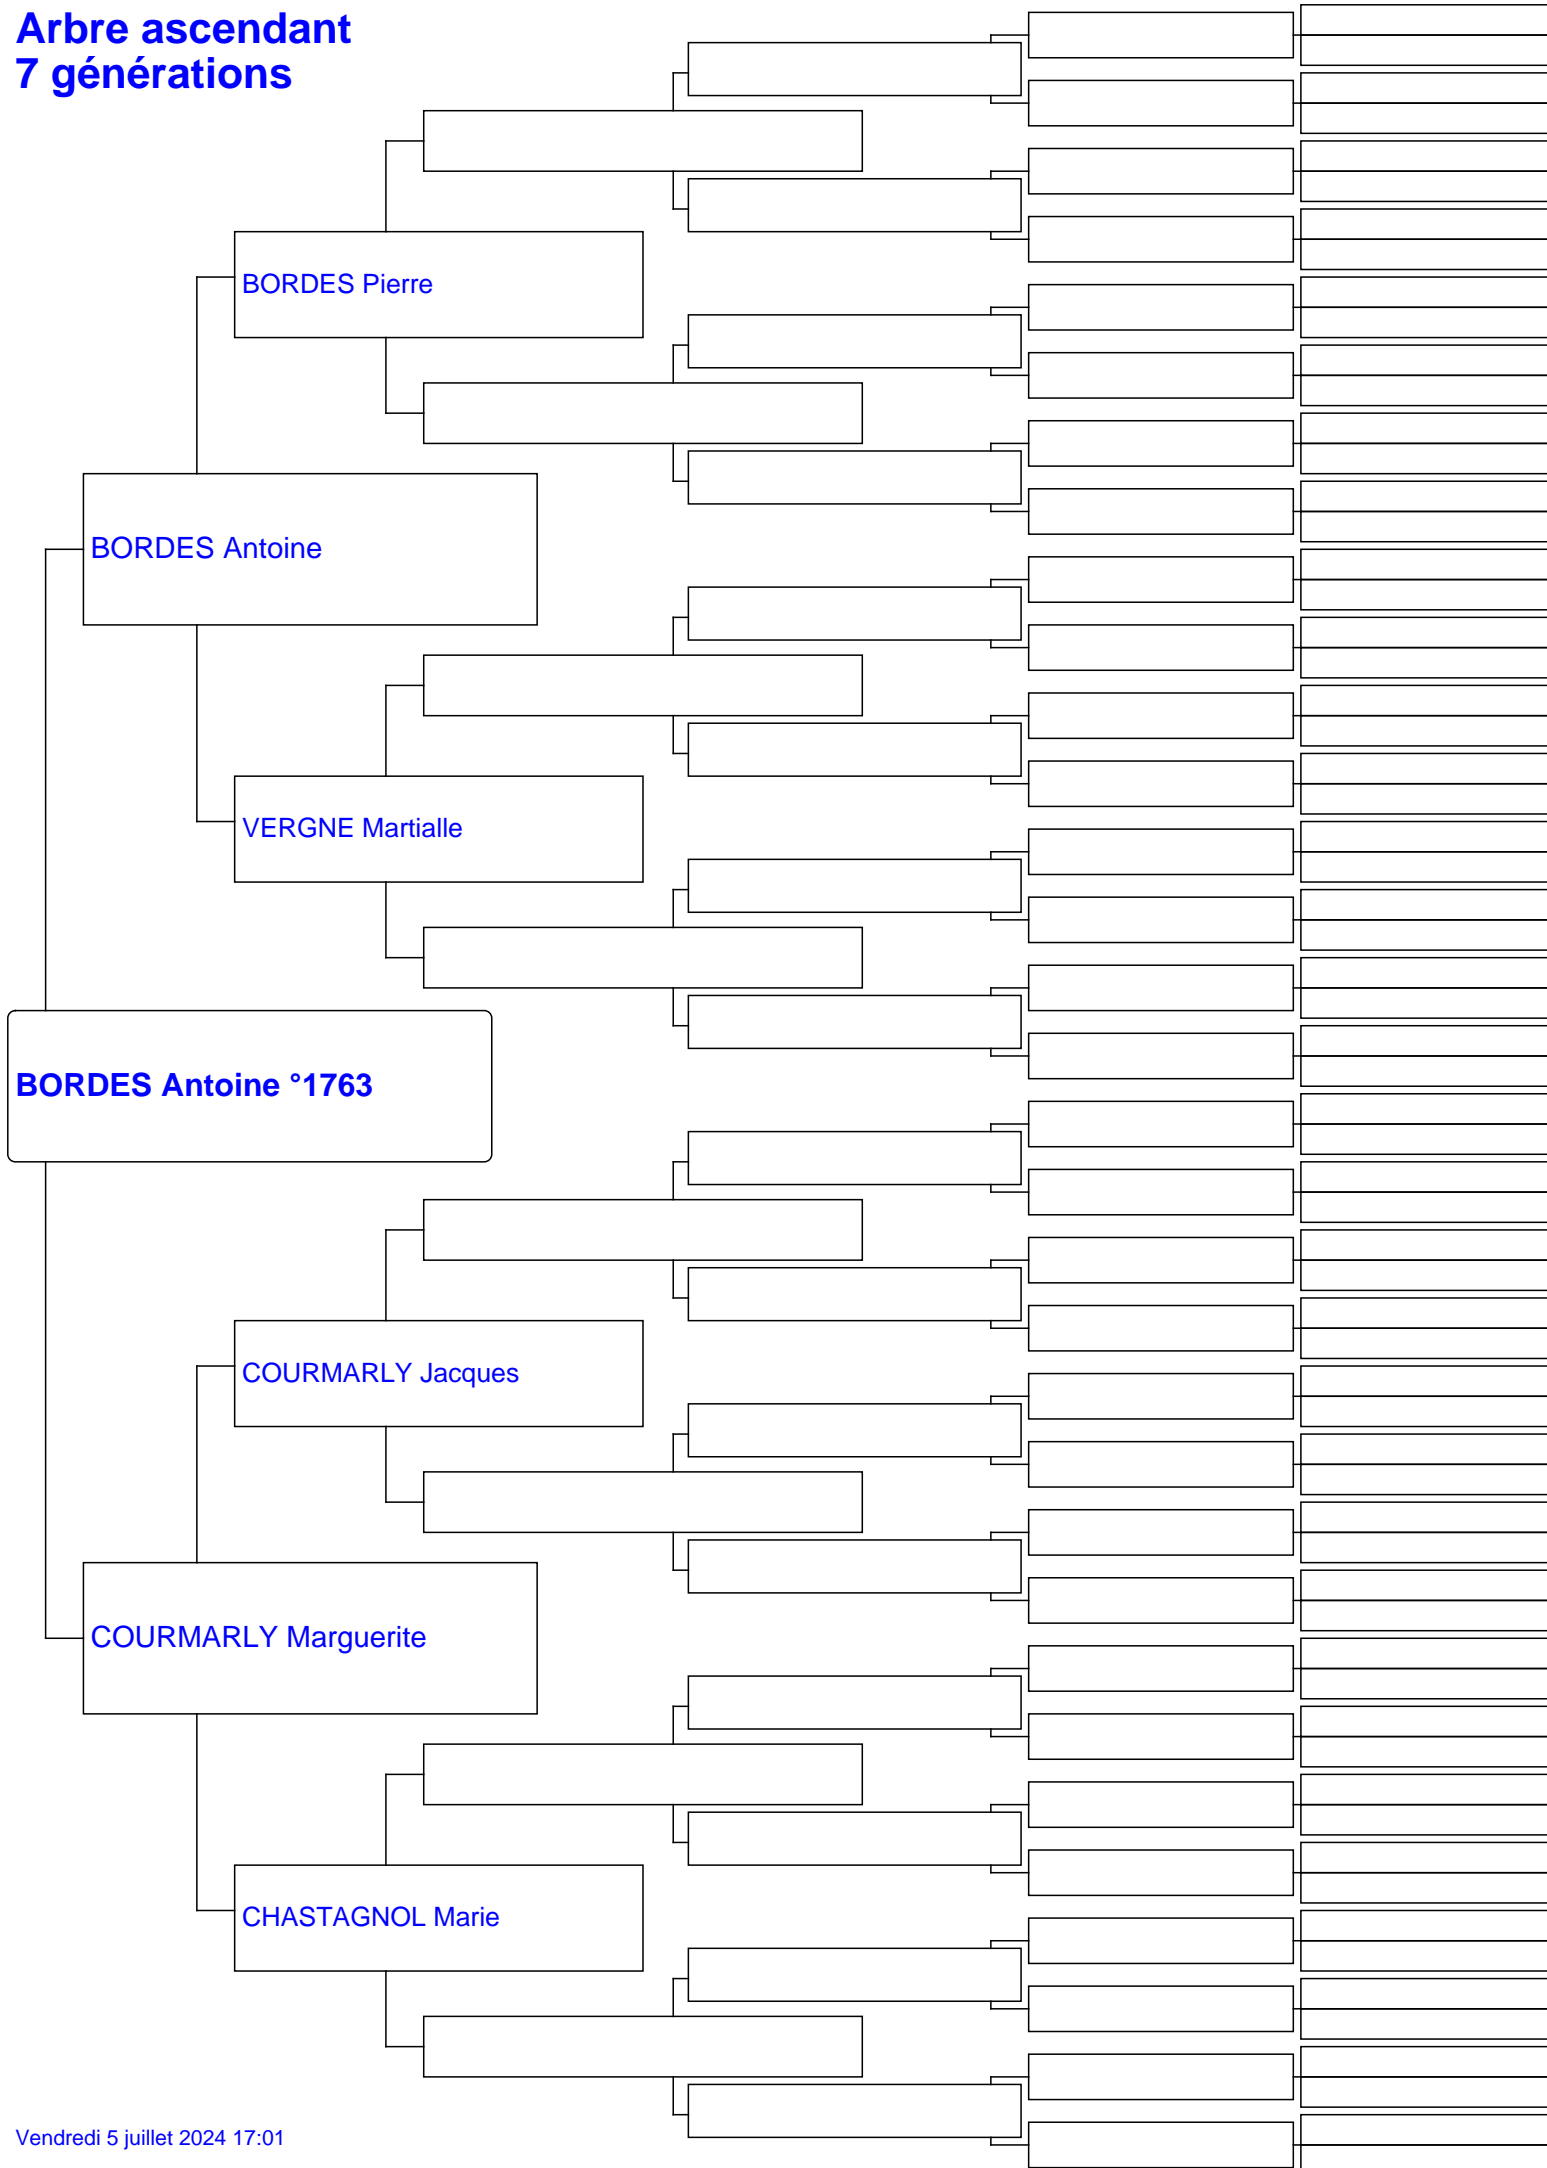 Arbre ascendant
7 générations
BORDES Pierre
BORDES Antoine
VERGNE Martialle
BORDES Antoine °1763
COURMARLY Jacques
COURMARLY Marguerite
CHASTAGNOL Marie
Vendredi 5 juillet 2024 17:01